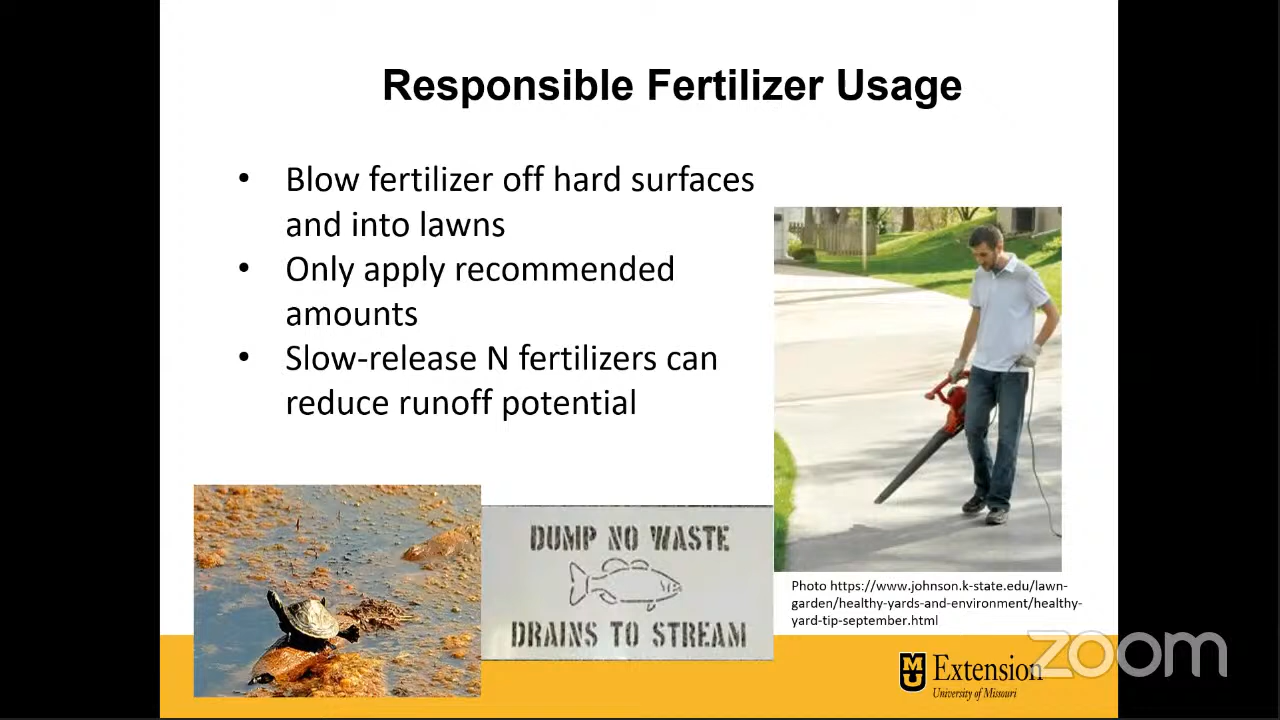 Responsible Fertilizer Usage
• Blow fertilizer off hard surfaces
and into lawns
• Only apply recommended
amounts
• Slow-release N fertilizers can
reduce runoff potential
DUMP NO WASTE
DRAINS TO STREAM
Photo https://www.johnson.k-state.edu/lawn-
garden/healthy-yards-and-environment/healthy-
yard-tip-september.html
MU Extension
University of Missouri
zoom